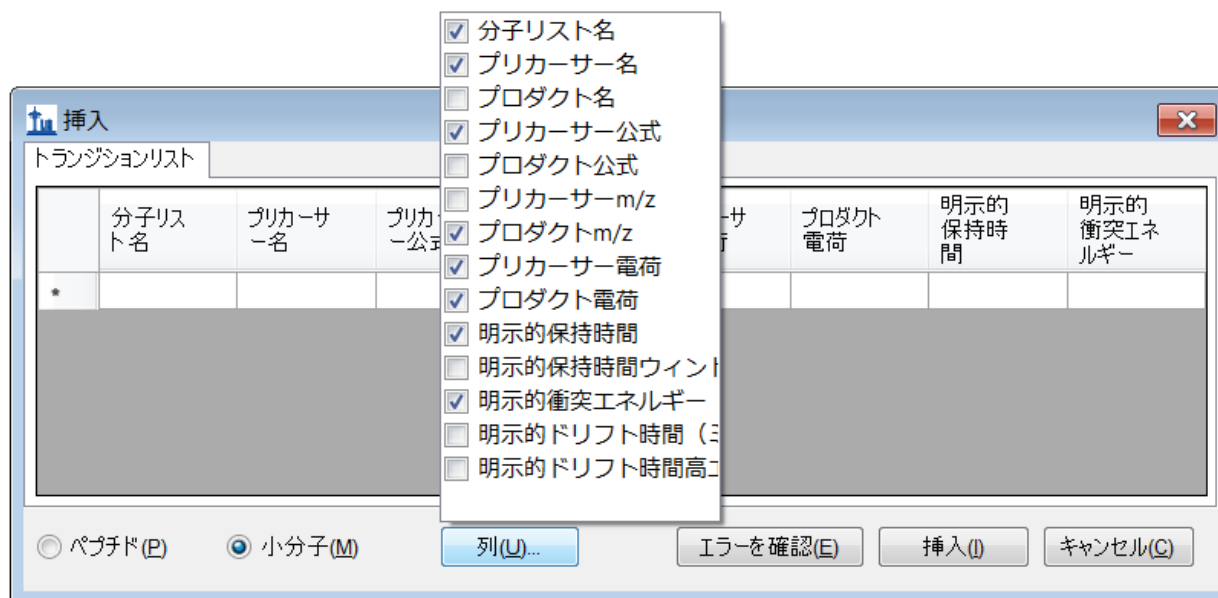 分子リスト名
プリカーサー名
プロダクト名
プリカーサー公式
プロダクト公式
プリカーサーm/z
プロダクトm/z
プリカーサー電荷
プロダクト電荷
明示的保持時間
明示的保持時間ウィント
明示的衝突エネルギー
明示的ドリフト時間（ミ
明示的ドリフト時間高エ
挿入
トランジションリスト
分子リス
ト名
プリカーサ
ー名
プリカ
ー公式
ーサ
プロダクト
電荷
明示的
保持時
間
明示的
衝突エネ
ルギー
*
ペプチド(P)
小分子(M)
列(U)...
エラーを確認(E)
挿入(I)
キャンセル(C)